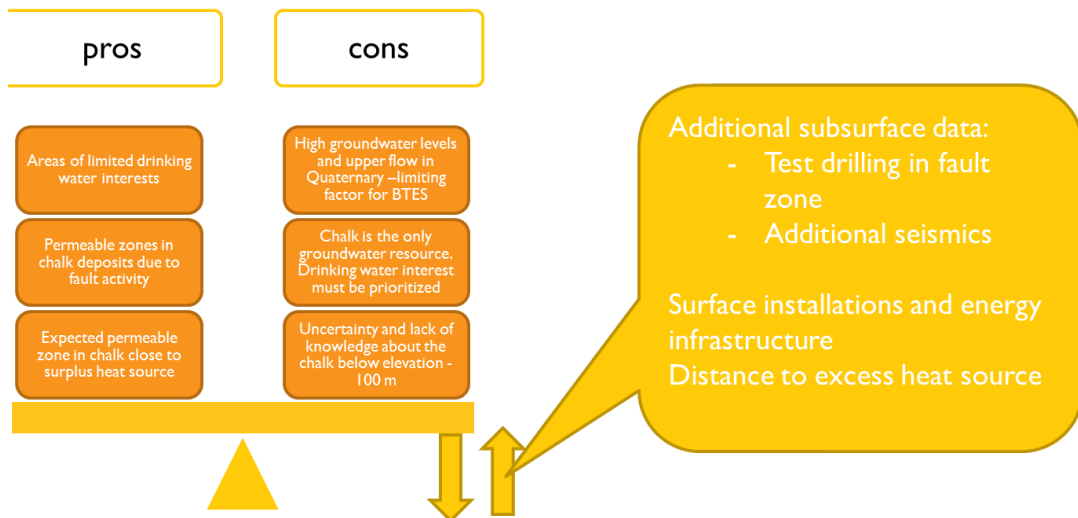 pros
cons
Areas of limited drinking
water interests
Permeable zones in
chalk deposits due to
fault activity
Expected permeable
zone in chalk close to
surplus heat source
High groundwater levels
and upper flow in
Quaternary –limiting
factor for BTES
Chalk is the only
groundwater resource.
Drinking water interest
must be prioritized
Uncertainty and lack of
knowledge about the
chalk below elevation -
100 m
Additional subsurface data:
- Test drilling in fault
zone
- Additional seismics
Surface installations and energy
infrastructure
Distance to excess heat source